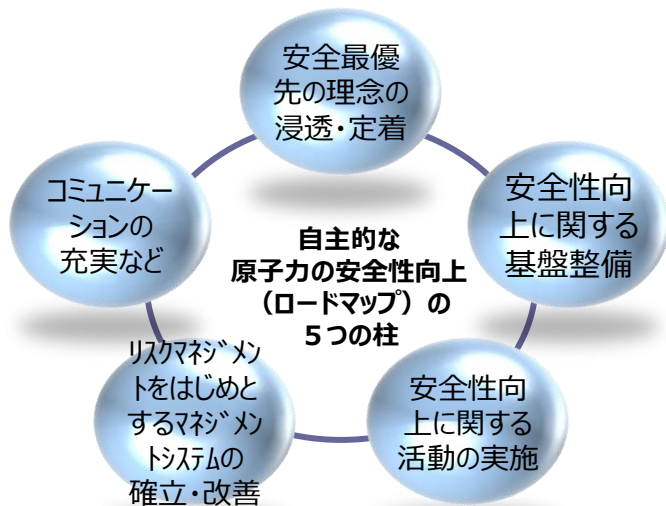 安全最優
先の理念の
浸透・定着
安全性向
上に関する
基盤整備
安全性向
上に関する
活動の実施
リスクマネジメン
トをはじめと
するマネジメン
トシステムの
確立・改善
コミュニケー
ションの
充実など
自主的な
原子力の安全性向上
（ロードマップ）の
５つの柱